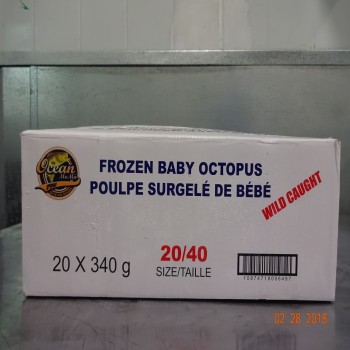 Ocean
FROZEN BABY OCTOPUS
POULPE SURGELÉ DE BÉBÉ
WILD CAUGHT
20 X 340 g
20/40
SIZE/TAILLE
02 28 2018